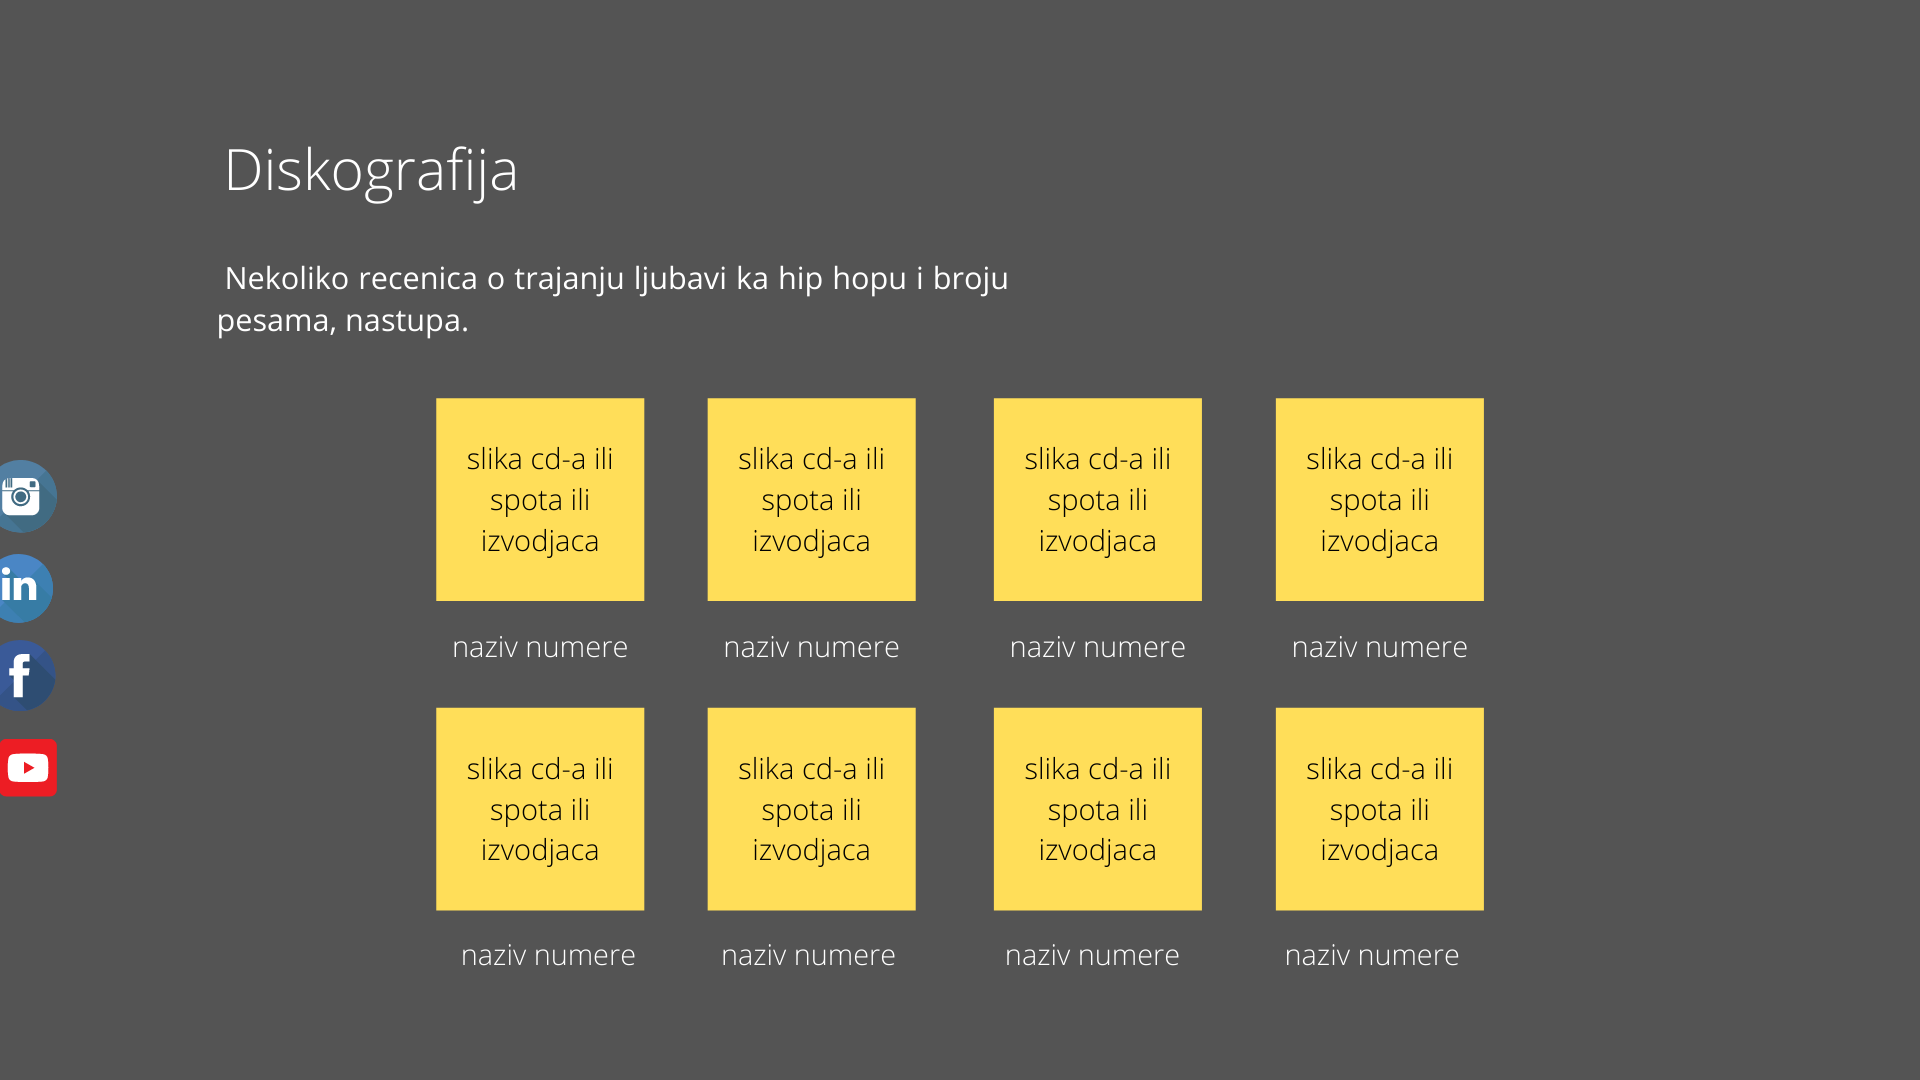 Diskografija
Nekoliko recenica o trajanju ljubavi ka hip hopu i broju
pesama, nastupa.
slika cd-a ili
spota ili
izvodjaca
slika cd-a ili
spota ili
izvodjaca
slika cd-a ili
spota ili
izvodjaca
slika cd-a ili
spota ili
izvodjaca
naziv numere
naziv numere
naziv numere
naziv numere
in
f
slika cd-a ili
spota ili
izvodjaca
slika cd-a ili
spota ili
izvodjaca
slika cd-a ili
spota ili
izvodjaca
slika cd-a ili
spota ili
izvodjaca
naziv numere
naziv numere
naziv numere
naziv numere